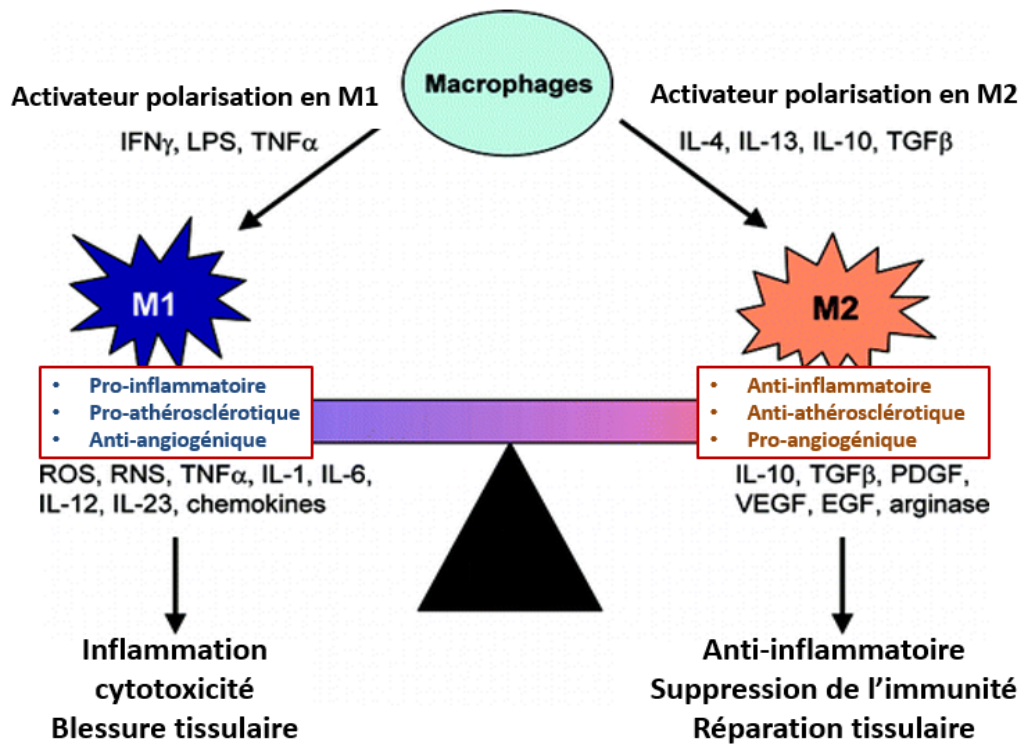 Macrophages
Activateur polarisation en M1
IFNγ, LPS, TNFα
Activateur polarisation en M2
IL-4, IL-13, IL-10, TGFβ
M1
• Pro-inflammatoire
• Pro-athérosclérotique
• Anti-angiogénique
ROS, RNS, TNFα, IL-1, IL-6,
IL-12, IL-23, chemokines
Inflammation
cytotoxicité
Blessure tissulaire
M2
• Anti-inflammatoire
• Anti-athérosclérotique
• Pro-angiogénique
IL-10, TGFβ, PDGF,
VEGF, EGF, arginase
Anti-inflammatoire
Suppression de l’immunité
Réparation tissulaire